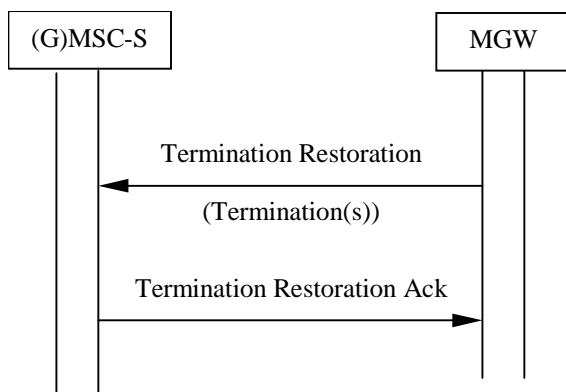 (G)MSC-S
MGW
Termination Restoration
(Termination(s))
Termination Restoration Ack